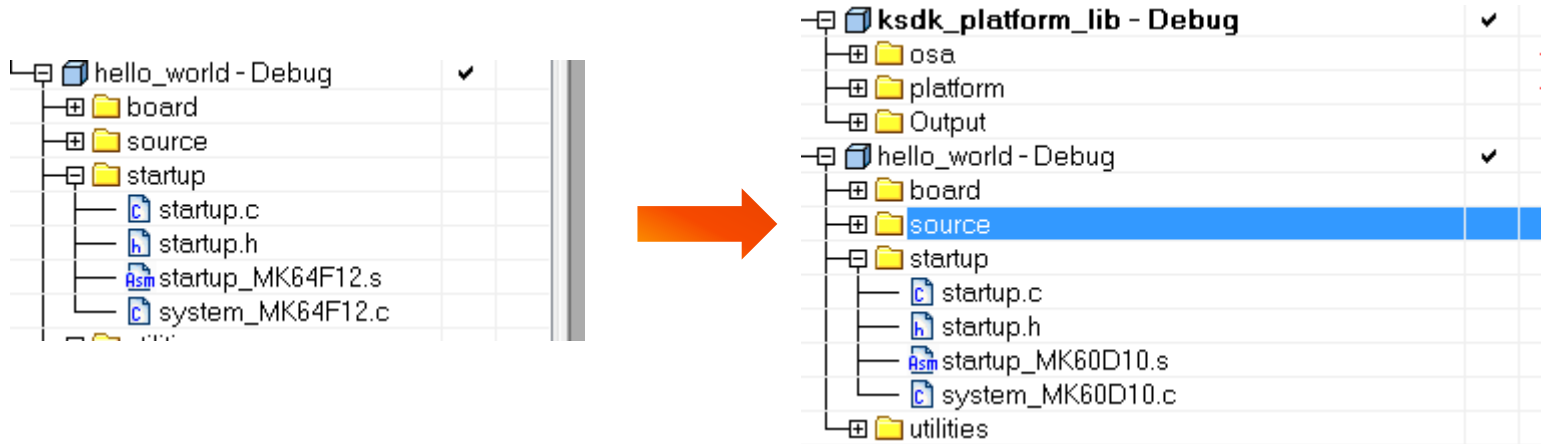 hello_world - Debug
board
source
startup
startup.c
startup.h
startup_MK64F12.s
system_MK64F12.c
ksdk_platform_lib - Debug
osa
platform
Output
hello_world - Debug
board
source
startup
startup.c
startup.h
startup_MK60D10.s
system_MK60D10.c
utilities